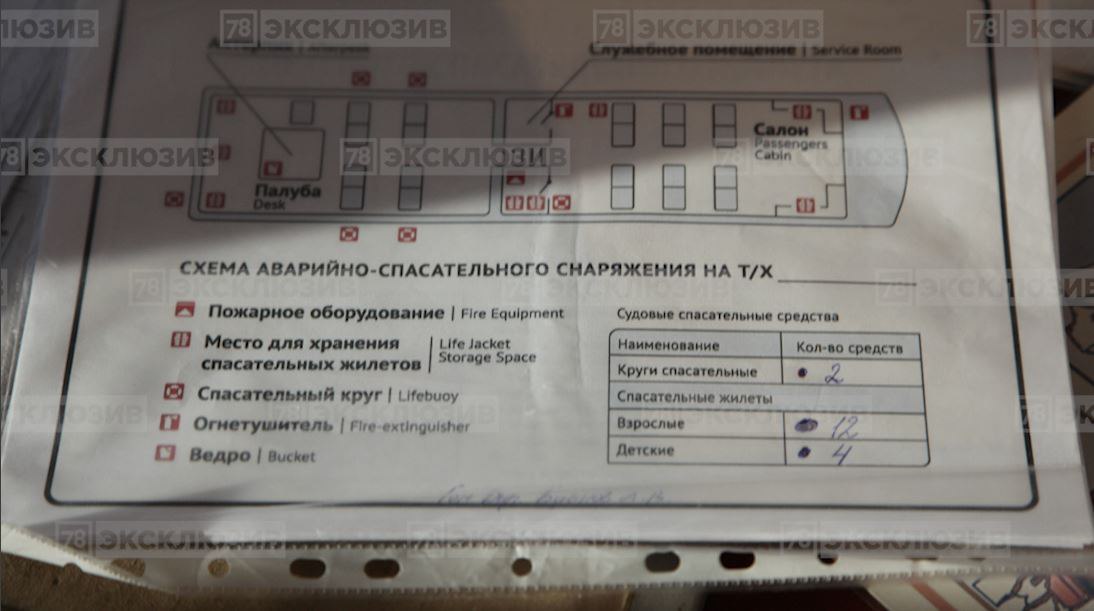 78 ЭКСКЛЮЗИВ
Служебное помещение | Service Room
Салон
Passengers
Cabin
Палуба
Desk
СХЕМА АВАРИЙНО-СПАСАТЕЛЬНОГО СНАРЯЖЕНИЯ НА Т/Х
Пожарное оборудование | Fire Equipment
Место для хранения
спасательных жилетов
Life Jacket
Storage Space
Спасательный круг | Lifebuoy
Огнетушитель | Fire-extinguisher
Ведро | Bucket
Судовые спасательные средства
Наименование Кол-во средств
Круги спасательные 2
Спасательные жилеты
Взрослые 12
Детские 4